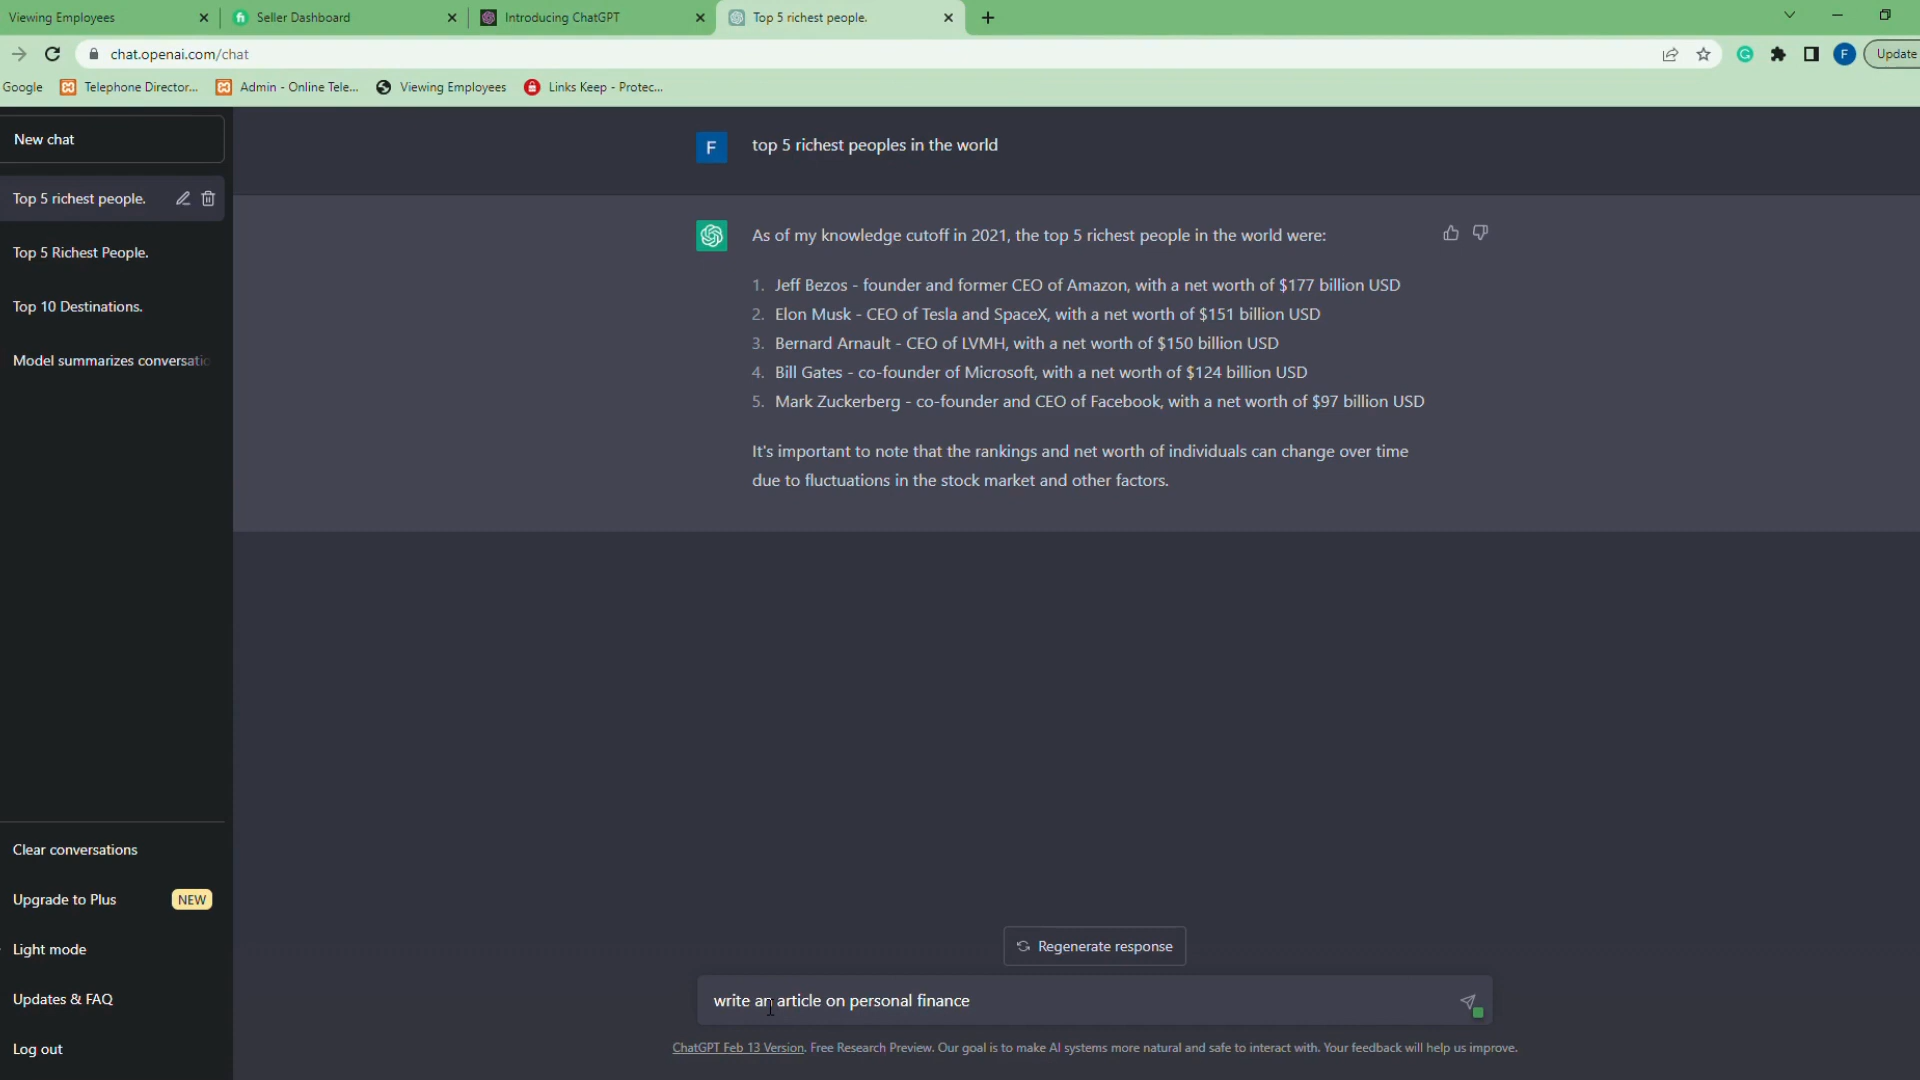 Viewing Employees
Seller Dashboard
Introducing ChatGPT
Top 5 richest people.
chat.openai.com/chat
F
Update
Google
Telephone Director...
Admin - Online Tele...
Viewing Employees
Links Keep - Protec...
New chat
Top 5 richest people.
Top 5 Richest People.
Top 10 Destinations.
Model summarizes conversatio
F
top 5 richest peoples in the world
As of my knowledge cutoff in 2021, the top 5 richest people in the world were:
1. Jeff Bezos - founder and former CEO of Amazon, with a net worth of $177 billion USD
2. Elon Musk - CEO of Tesla and SpaceX, with a net worth of $151 billion USD
3. Bernard Arnault - CEO of LVMH, with a net worth of $150 billion USD
4. Bill Gates - co-founder of Microsoft, with a net worth of $124 billion USD
5. Mark Zuckerberg - co-founder and CEO of Facebook, with a net worth of $97 billion USD
It's important to note that the rankings and net worth of individuals can change over time
due to fluctuations in the stock market and other factors.
Clear conversations
Upgrade to Plus
NEW
Light mode
Updates & FAQ
Log out
Regenerate response
write an article on personal finance
ChatGPT Feb 13 Version. Free Research Preview. Our goal is to make AI systems more natural and safe to interact with. Your feedback will help us improve.